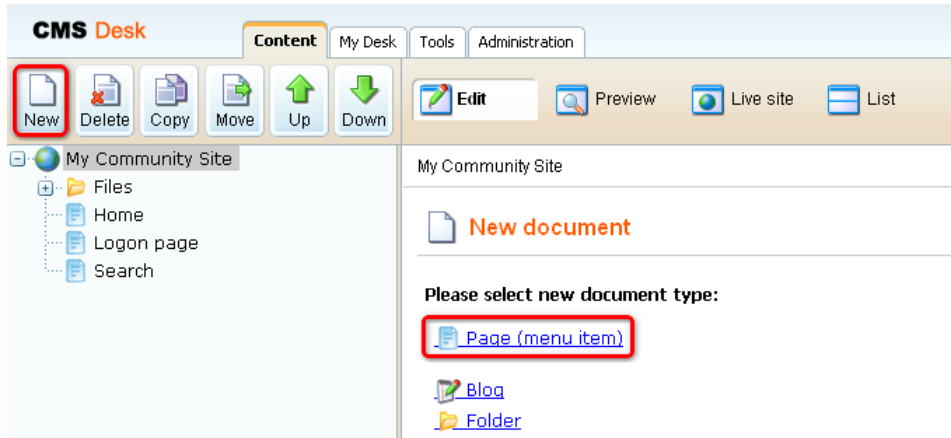 CMS Desk
Content My Desk Tools Administration
New Delete Copy Move Up Down
Edit Preview Live site List
My Community Site
Files
Home
Logon page
Search
My Community Site
New document
Please select new document type:
Page (menu item)
Blog
Folder